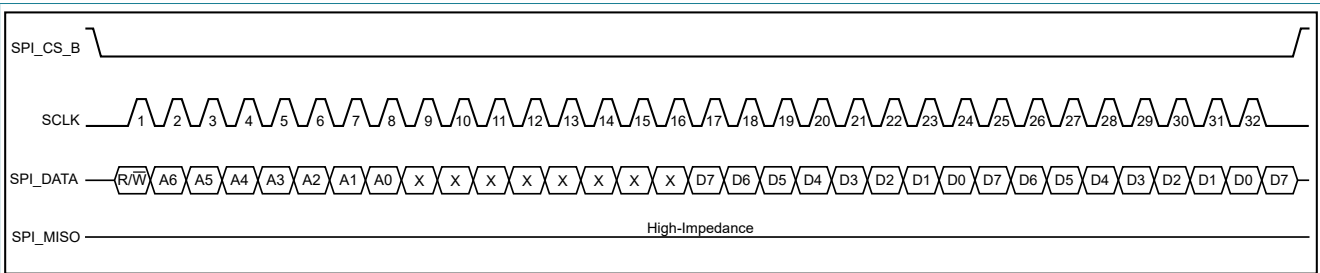 SPI_CS_B
SCLK 1 2 3 4 5 6 7 8 9 10 11 12 13 14 15 16 17 18 19 20 21 22 23 24 25 26 27 28 29 30 31 32
SPI_DATA R/W̅ A6 A5 A4 A3 A2 A1 A0 X X X X X X X X D7 D6 D5 D4 D3 D2 D1 D0 D7 D6 D5 D4 D3 D2 D1 D0 D7
High-Impedance
SPI_MISO